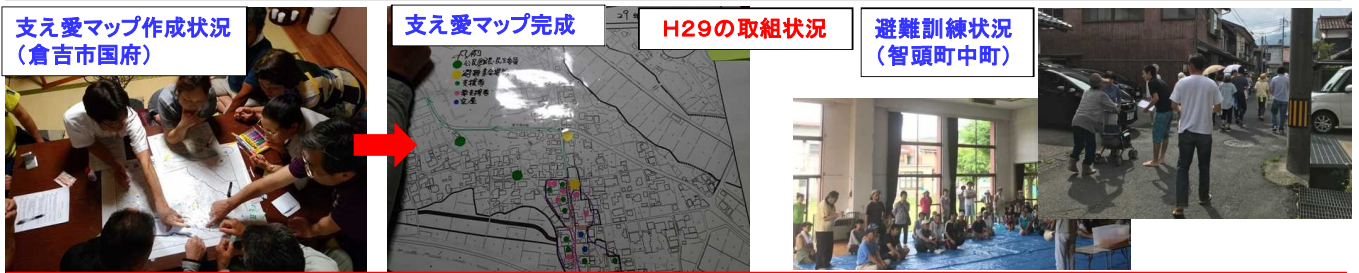 支え愛マップ作成状況
（倉吉市国府）
支え愛マップ完成
H29の取組状況
避難訓練状況
（智頭町中町）